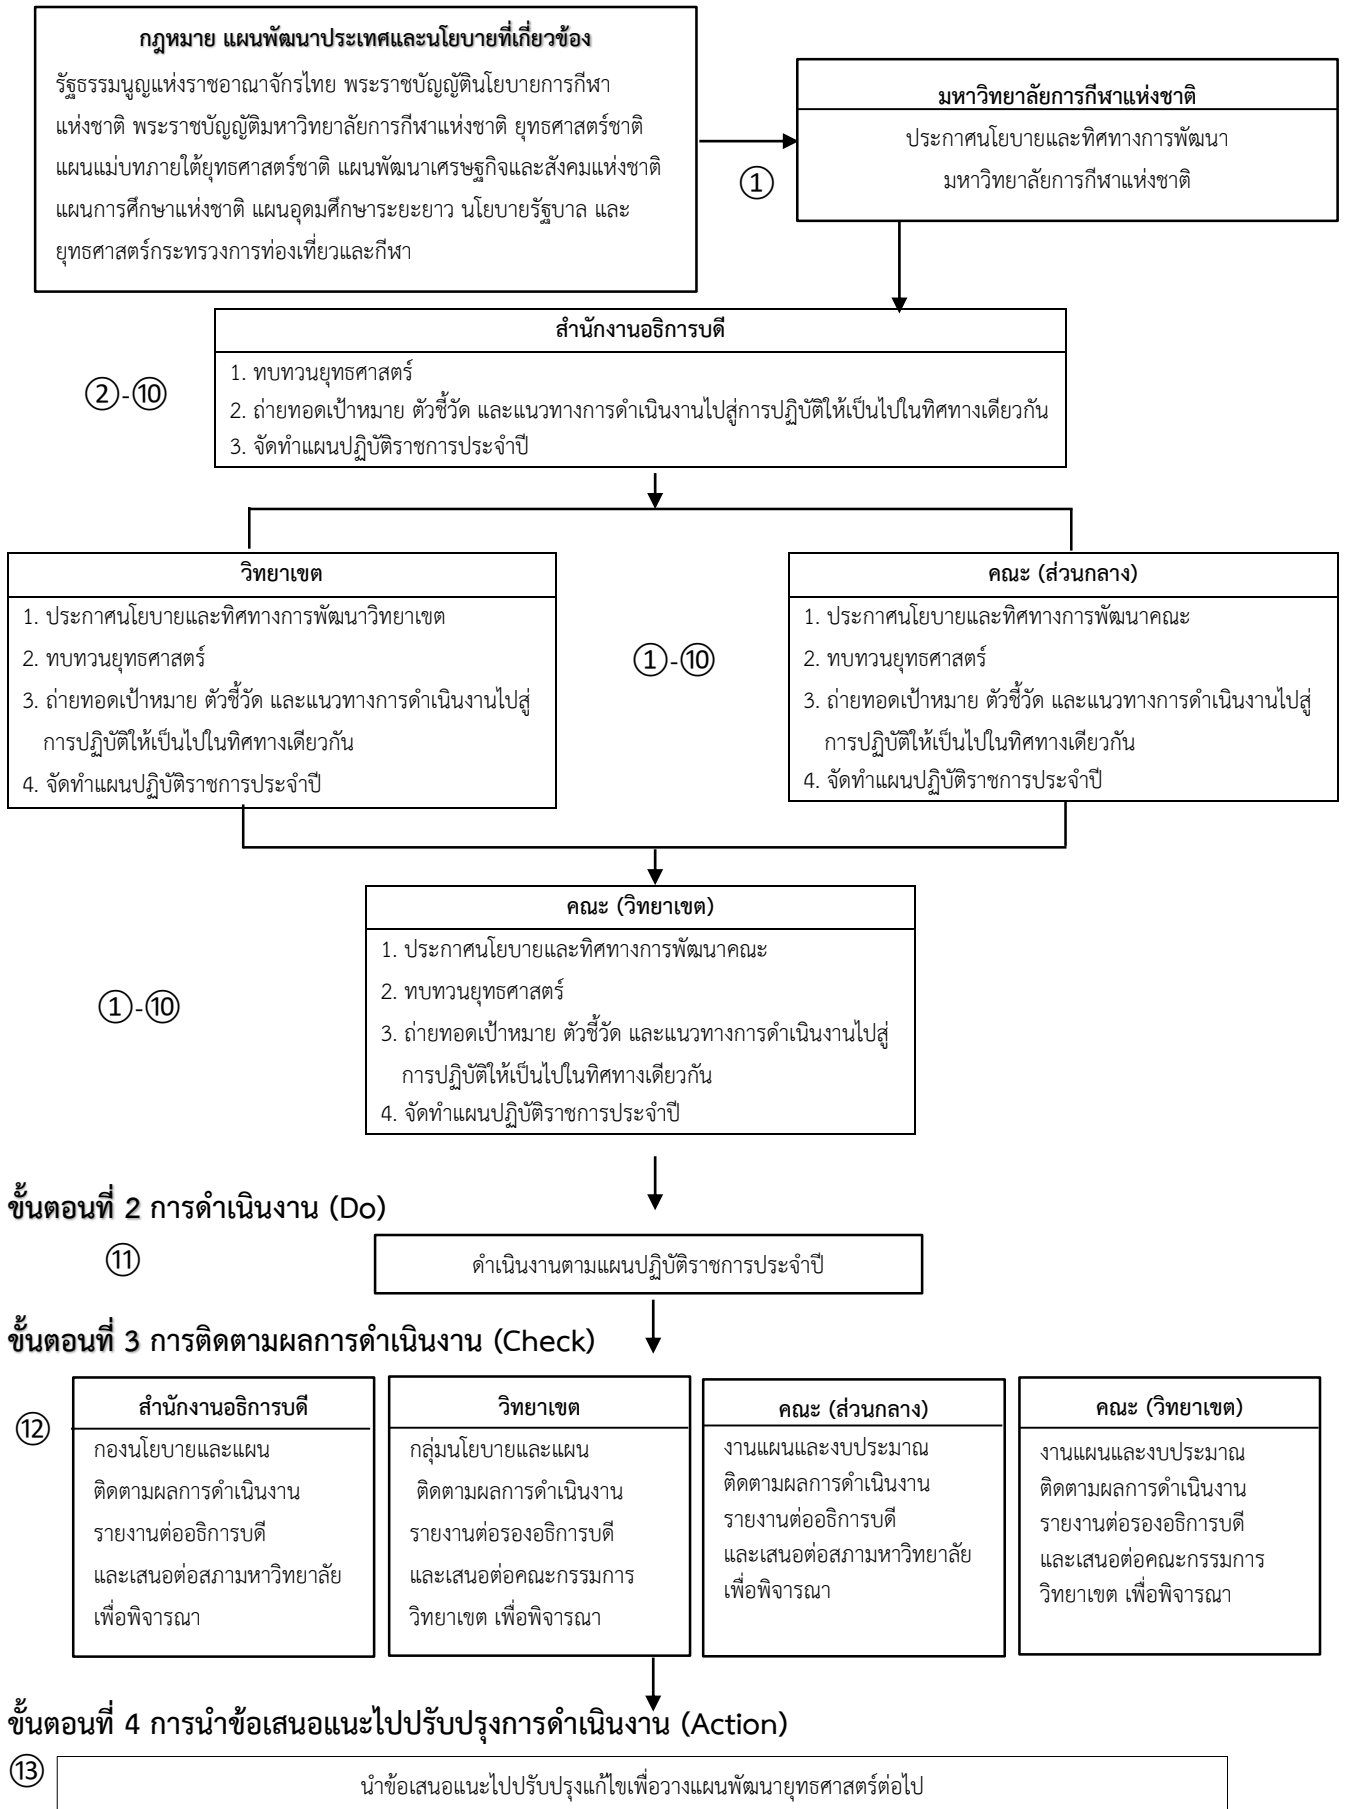 กฎหมาย แผนพัฒนาประเทศและนโยบายที่เกี่ยวข้อง
รัฐธรรมนูญแห่งราชอาณาจักรไทย พระราชบัญญัตินโยบายการกีฬา
แห่งชาติ พระราชบัญญัติมหาวิทยาลัยการกีฬาแห่งชาติ ยุทธศาสตร์ชาติ
แผนแม่บทภายใต้ยุทธศาสตร์ชาติ แผนพัฒนาเศรษฐกิจและสังคมแห่งชาติ
แผนการศึกษาแห่งชาติ แผนอุดมศึกษาระยะยาว นโยบายรัฐบาล และ
ยุทธศาสตร์กระทรวงการท่องเที่ยวและกีฬา
①
มหาวิทยาลัยการกีฬาแห่งชาติ
ประกาศนโยบายและทิศทางการพัฒนา
มหาวิทยาลัยการกีฬาแห่งชาติ
②-⑩
สำนักงานอธิการบดี
1. ทบทวนยุทธศาสตร์
2. ถ่ายทอดเป้าหมาย ตัวชี้วัด และแนวทางการดำเนินงานไปสู่การปฏิบัติให้เป็นไปในทิศทางเดียวกัน
3. จัดทำแผนปฏิบัติราชการประจำปี
วิทยาเขต
1. ประกาศนโยบายและทิศทางการพัฒนาวิทยาเขต
2. ทบทวนยุทธศาสตร์
3. ถ่ายทอดเป้าหมาย ตัวชี้วัด และแนวทางการดำเนินงานไปสู่
การปฏิบัติให้เป็นไปในทิศทางเดียวกัน
4. จัดทำแผนปฏิบัติราชการประจำปี
①-⑩
คณะ (ส่วนกลาง)
1. ประกาศนโยบายและทิศทางการพัฒนาคณะ
2. ทบทวนยุทธศาสตร์
3. ถ่ายทอดเป้าหมาย ตัวชี้วัด และแนวทางการดำเนินงานไปสู่
การปฏิบัติให้เป็นไปในทิศทางเดียวกัน
4. จัดทำแผนปฏิบัติราชการประจำปี
①-⑩
คณะ (วิทยาเขต)
1. ประกาศนโยบายและทิศทางการพัฒนาคณะ
2. ทบทวนยุทธศาสตร์
3. ถ่ายทอดเป้าหมาย ตัวชี้วัด และแนวทางการดำเนินงานไปสู่
การปฏิบัติให้เป็นไปในทิศทางเดียวกัน
4. จัดทำแผนปฏิบัติราชการประจำปี
ขั้นตอนที่ 2 การดำเนินงาน (Do)
⑪
ดำเนินงานตามแผนปฏิบัติราชการประจำปี
ขั้นตอนที่ 3 การติดตามผลการดำเนินงาน (Check)
⑫
สำนักงานอธิการบดี
กองนโยบายและแผน
ติดตามผลการดำเนินงาน
รายงานต่ออธิการบดี
และเสนอต่อสภามหาวิทยาลัย
เพื่อพิจารณา
วิทยาเขต
กลุ่มนโยบายและแผน
ติดตามผลการดำเนินงาน
รายงานต่อรองอธิการบดี
และเสนอต่อคณะกรรมการ
วิทยาเขต เพื่อพิจารณา
คณะ (ส่วนกลาง)
งานแผนและงบประมาณ
ติดตามผลการดำเนินงาน
รายงานต่ออธิการบดี
และเสนอต่อสภามหาวิทยาลัย
เพื่อพิจารณา
คณะ (วิทยาเขต)
งานแผนและงบประมาณ
ติดตามผลการดำเนินงาน
รายงานต่อรองอธิการบดี
และเสนอต่อคณะกรรมการ
วิทยาเขต เพื่อพิจารณา
ขั้นตอนที่ 4 การนำข้อเสนอแนะไปปรับปรุงการดำเนินงาน (Action)
⑬
นำข้อเสนอแนะไปปรับปรุงแก้ไขเพื่อวางแผนพัฒนายุทธศาสตร์ต่อไป